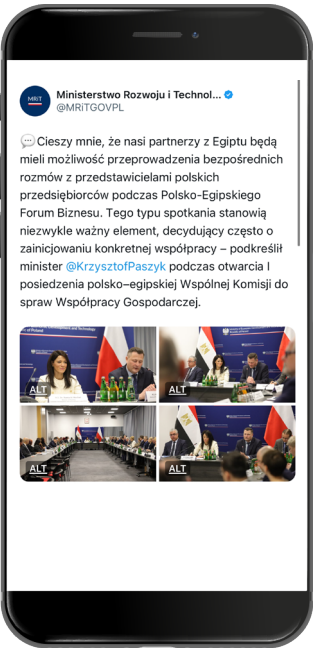 MRiT
Ministerstwo Rozwoju i Technol...
@MRiTGOVPL
Cieszy mnie, że nasi partnerzy z Egiptu będą
mieli możliwość przeprowadzenia bezpośrednich
rozmów z przedstawicielami polskich
przedsiębiorców podczas Polsko-Egipskiego
Forum Biznesu. Tego typu spotkania stanowią
niezwykle ważny element, decydujący często o
zainicjowaniu konkretnej współpracy – podkreślił
minister @KrzysztofPaszyk podczas otwarcia I
posiedzenia polsko–egipskiej Wspólnej Komisji do
spraw Współpracy Gospodarczej.
ALT
ALT
ALT
ALT